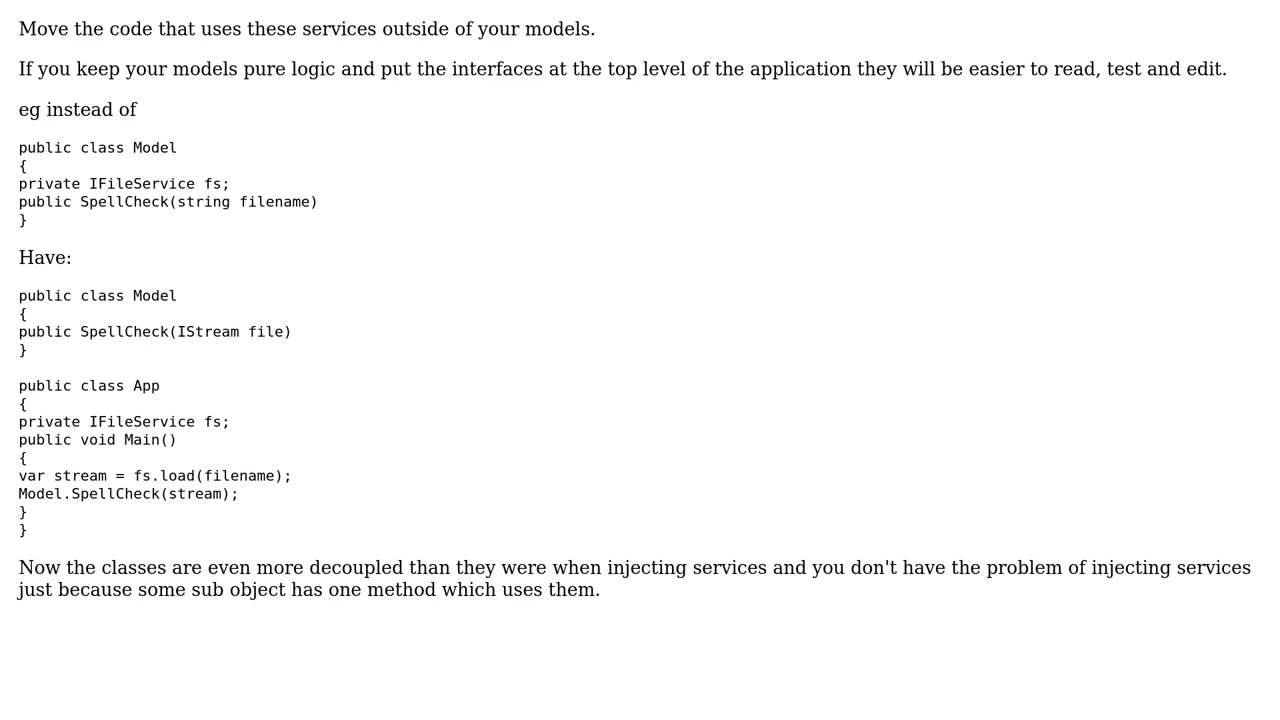 Move the code that uses these services outside of your models.
If you keep your models pure logic and put the interfaces at the top level of the application they will be easier to read, test and edit.
eg instead of
public class Model
{
private IFileService fs;
public SpellCheck(string filename)
}
Have:
public class Model
{
public SpellCheck(IStream file)
}
public class App
{
private IFileService fs;
public void Main()
{
var stream = fs.load(filename);
Model.SpellCheck(stream);
}
}
Now the classes are even more decoupled than they were when injecting services and you don't have the problem of injecting services
just because some sub object has one method which uses them.